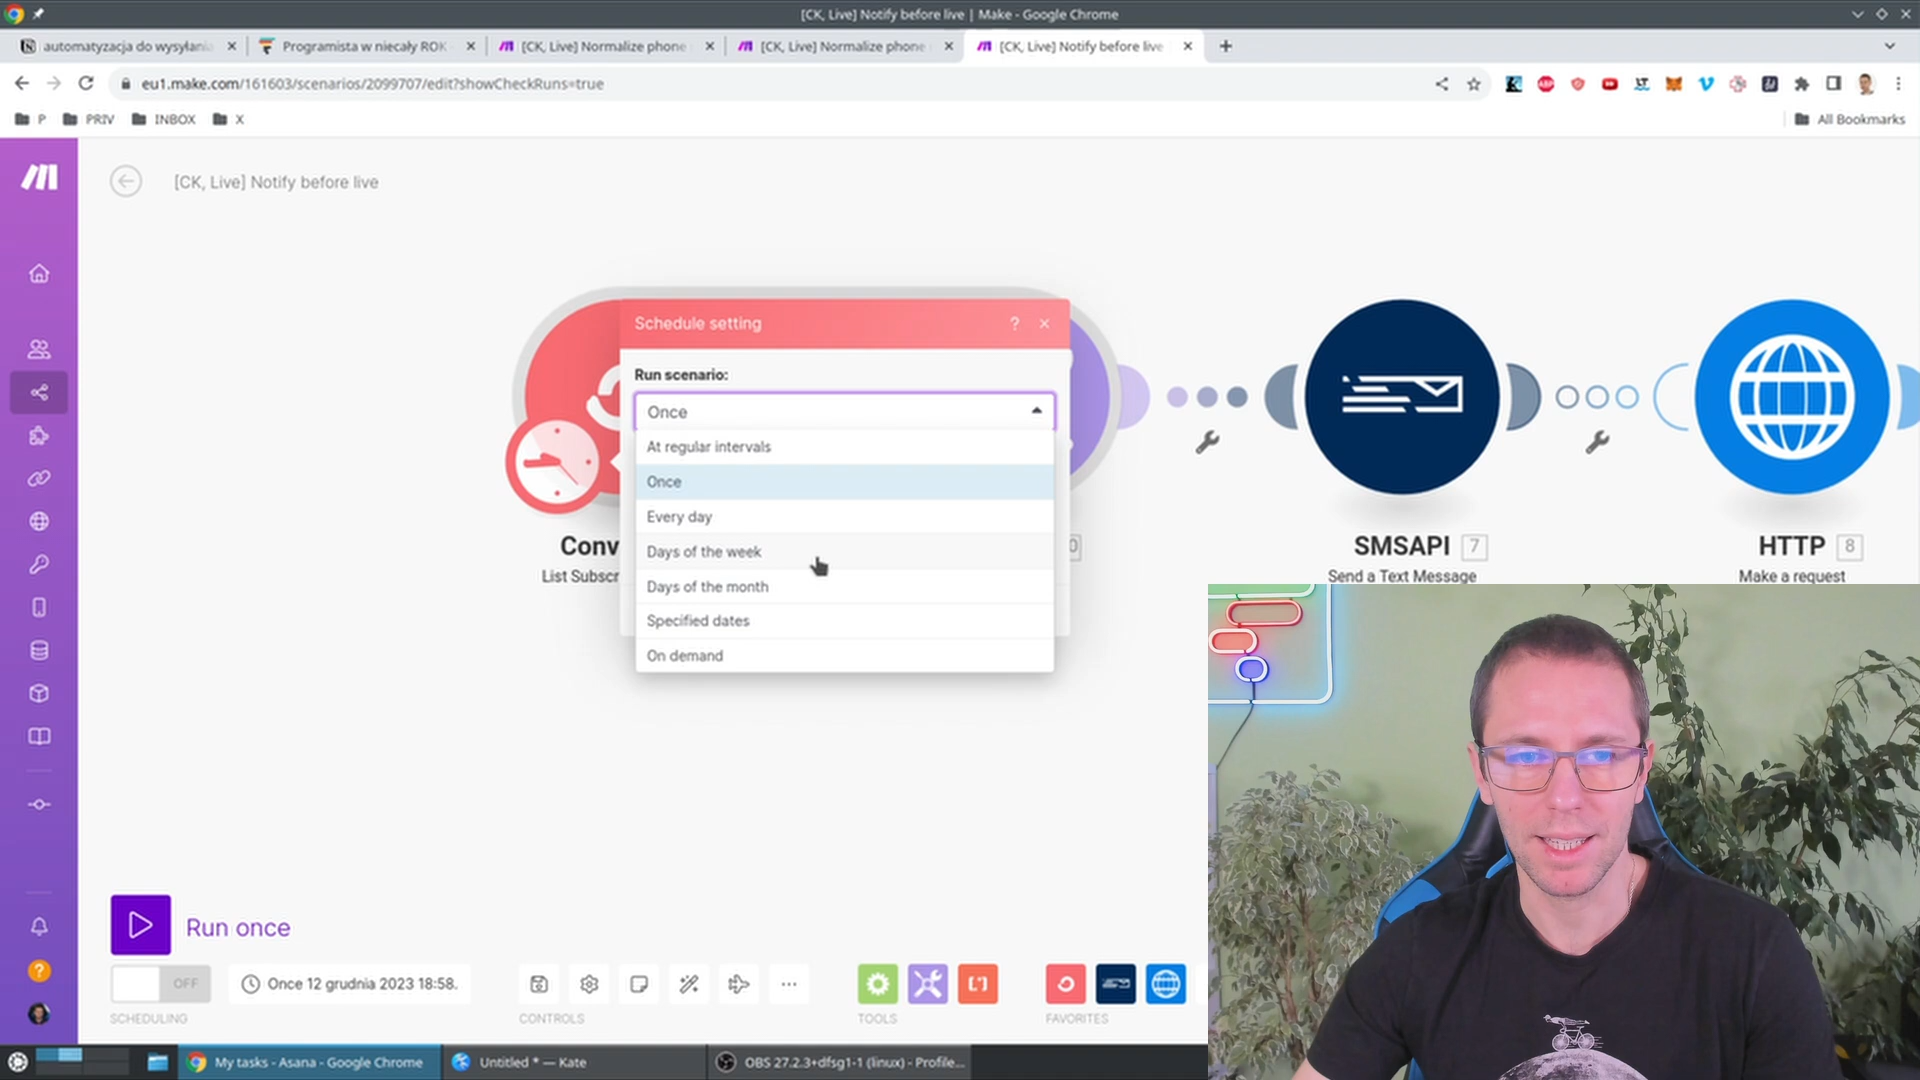 [CK, Live] Notify before live | Make - Google Chrome
automatyzacja do wysyłania
Programista w niecały ROK
[CK, Live] Normalize phone
[CK, Live] Normalize phone
[CK, Live] Notify before live
eu1.make.com/161603/scenarios/2099707/edit?showCheckRuns=true
P
PRIV
INBOX
X
All Bookmarks
[CK, Live] Notify before live
Schedule setting
?
Run scenario:
Once
At regular intervals
Once
Every day
Days of the week
Days of the month
Specified dates
On demand
Conv
List Subscr
SMSAPI 7
Send a Text Message
HTTP 8
Make a request
Run once
OFF
Once 12 grudnia 2023 18:58.
SCHEDULING
CONTROLS
TOOLS
FAVORITES
My tasks - Asana - Google Chrome
Untitled * — Kate
OBS 27.2.3+dfsg1-1 (linux) - Profile...